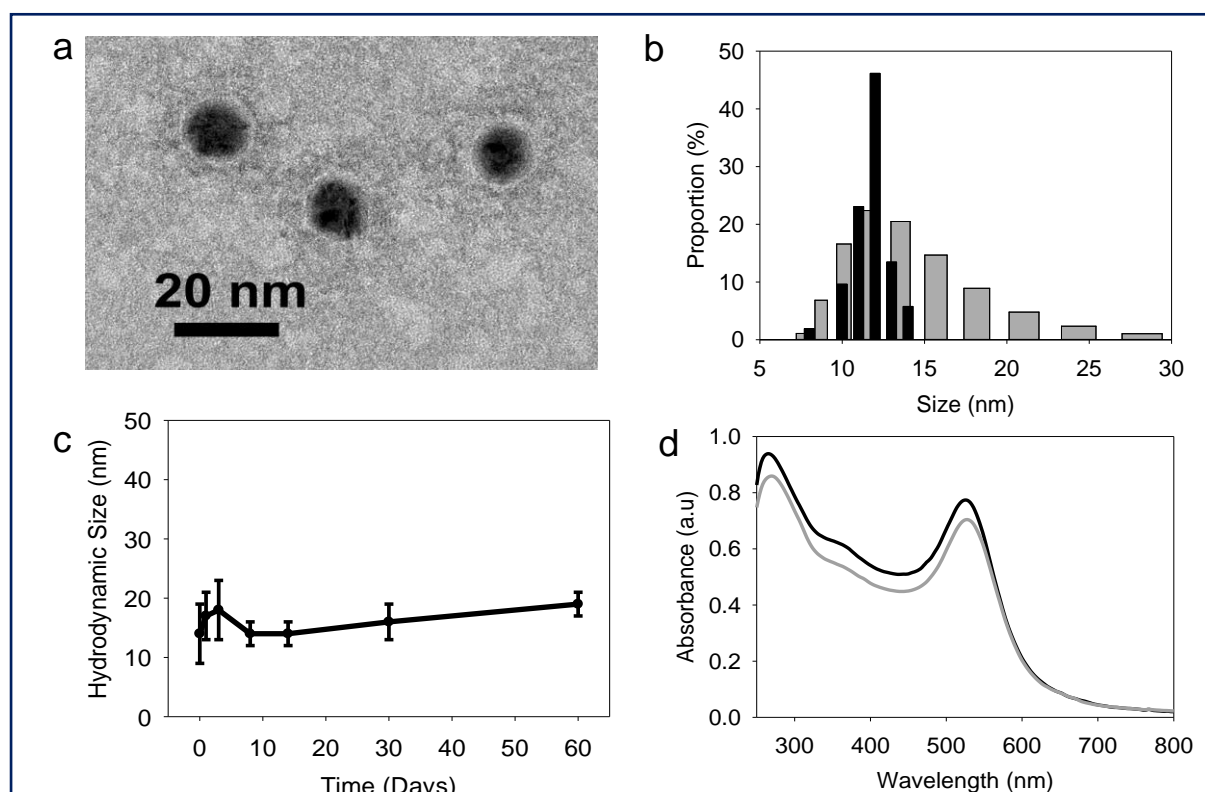 a
20 nm
b
50
40
30
20
10
0
Proportion (%)
5 10 15 20 25 30
Size (nm)
c
50
40
30
20
10
0
Hydrodynamic Size (nm)
0 10 20 30 40 50 60
Time (Days)
d
1.0
0.8
0.6
0.4
0.2
0.0
Absorbance (a.u)
300 400 500 600 700 800
Wavelength (nm)